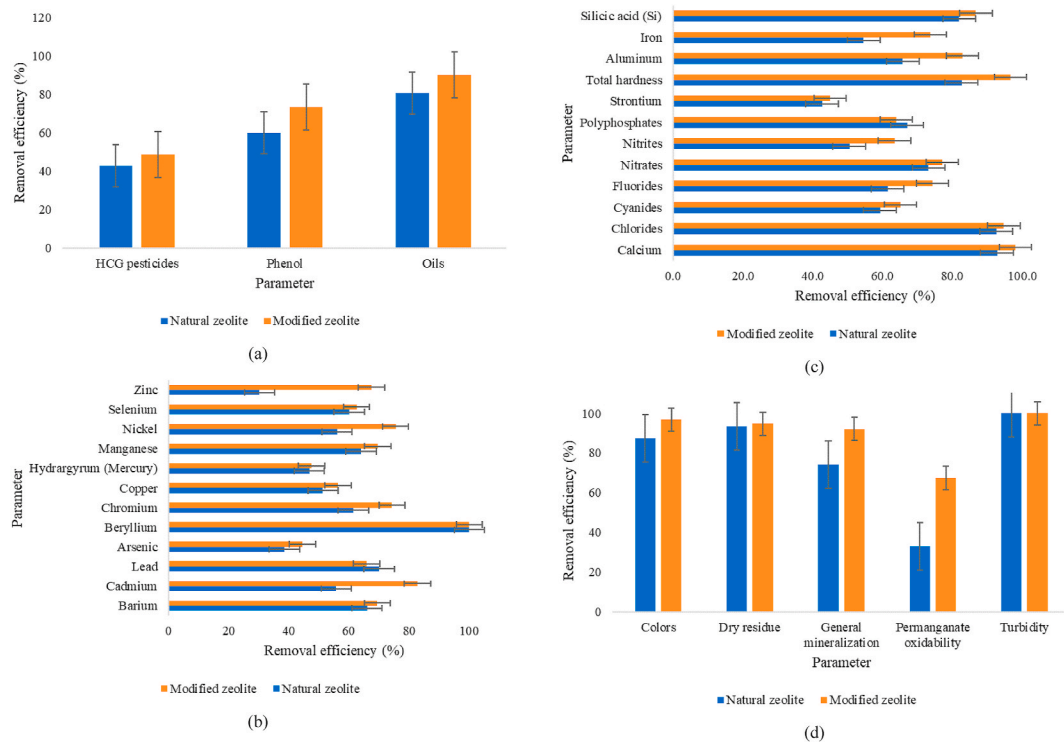 120
100
80
60
40
20
0
Removal efficiency (%)
HCG pesticides
Phenol
Oils
Parameter
Natural zeolite
Modified zeolite
(a)
Zinc
Selenium
Nickel
Manganese
Hydrargyrum (Mercury)
Copper
Chromium
Beryllium
Arsenic
Lead
Cadmium
Barium
Parameter
0 20 40 60 80 100
Removal efficiency (%)
Modified zeolite
Natural zeolite
(b)
Silicic acid (Si)
Iron
Aluminum
Total hardness
Strontium
Polyphosphates
Nitrites
Nitrates
Fluorides
Cyanides
Chlorides
Calcium
Parameter
0.0 20.0 40.0 60.0 80.0 100.0
Removal efficiency (%)
Modified zeolite
Natural zeolite
(c)
100
80
60
40
20
0
Removal efficiency (%)
Colors
Dry residue
General
mineralization
Permanganate
oxidability
Turbidity
Parameter
Natural zeolite
Modified zeolite
(d)